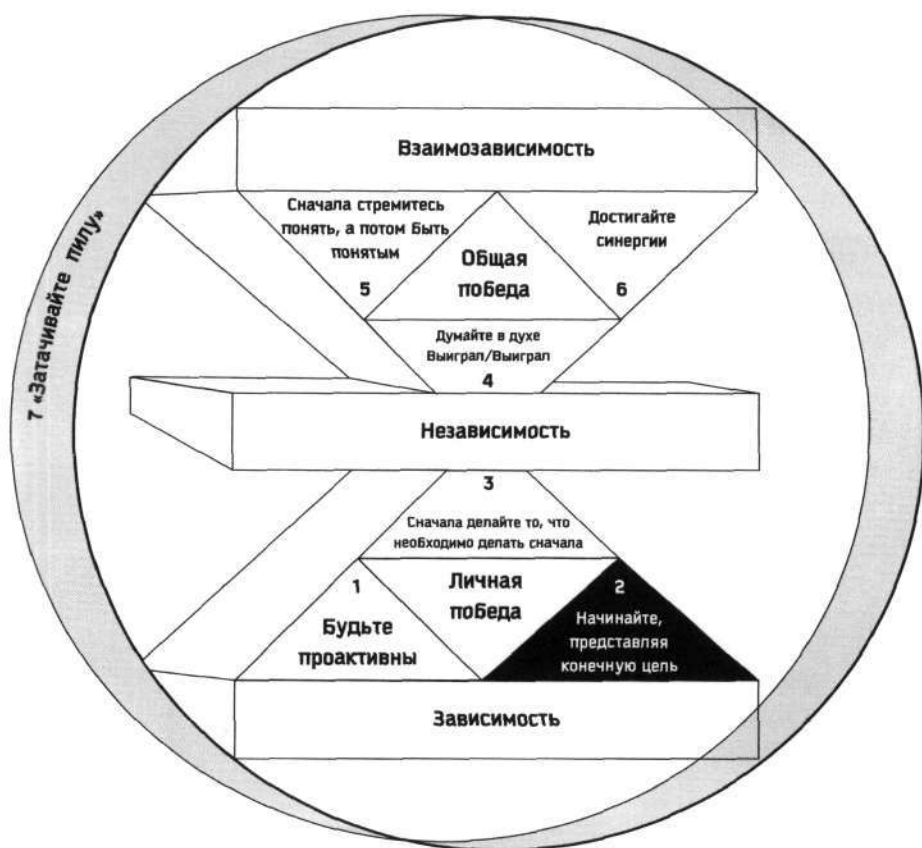 Взаимозависимость
Сначала стремитесь
понять, а потом быть
понятым
5
Общая
победа
Достигайте
синергии
6
Думайте в духе
Выиграл/Выиграл
4
7 «Затачивайте пилу»
Независимость
3
Сначала делайте то, что
необходимо делать сначала
1
Будьте
проактивны
Личная
победа
2
Начинайте,
представляя
конечную цель
Зависимость